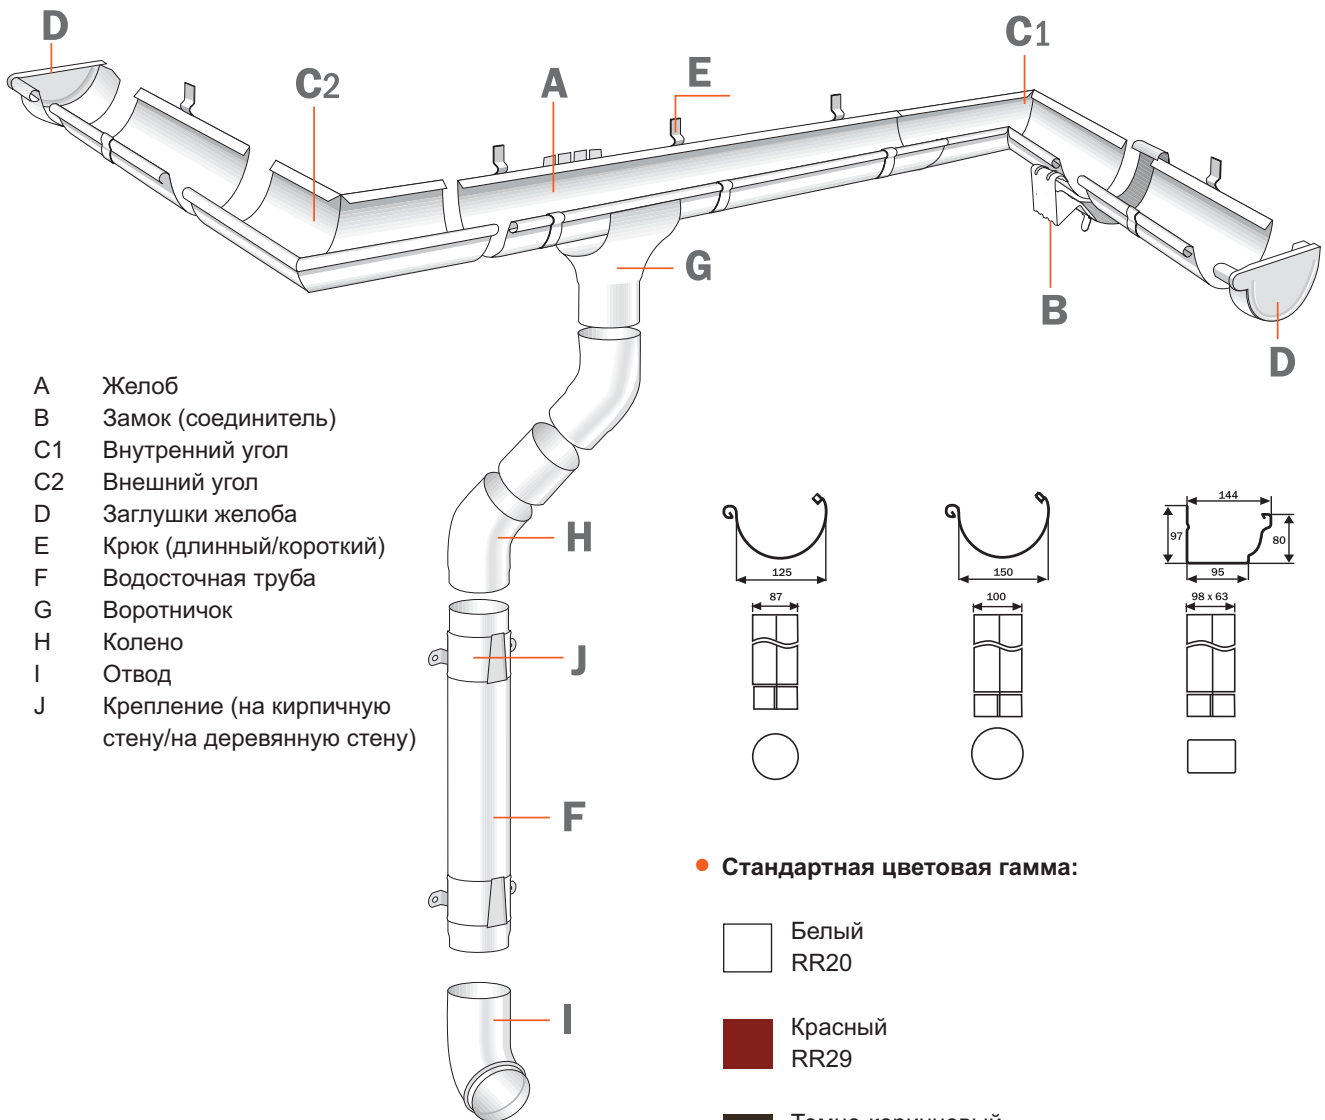 D
C2
A
E
C1
G
B
D
A Желоб
B Замок (соединитель)
C1 Внутренний угол
C2 Внешний угол
D Заглушки желоба
E Крюк (длинный/короткий)
F Водосточная труба
G Воротничок
H Колено
I Отвод
J Крепление (на кирпичную
стену/на деревянную стену)
H
J
F
I
125
87
150
100
144
97
80
95
98 x 63
Стандартная цветовая гамма:
Белый
RR20
Красный
RR29
Темно-коричневый